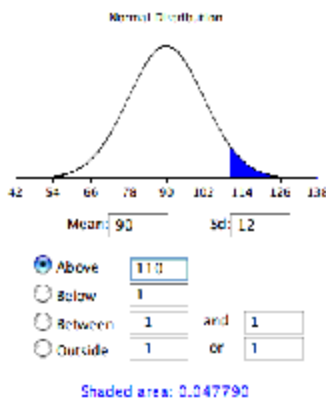 Normal Distribution
42 54 66 78 90 102 114 126 138
Mean: 90 Sd: 12
Above 110
Below 1
Between 1 and 1
Outside 1 or 1
Shaded area: 0.047790